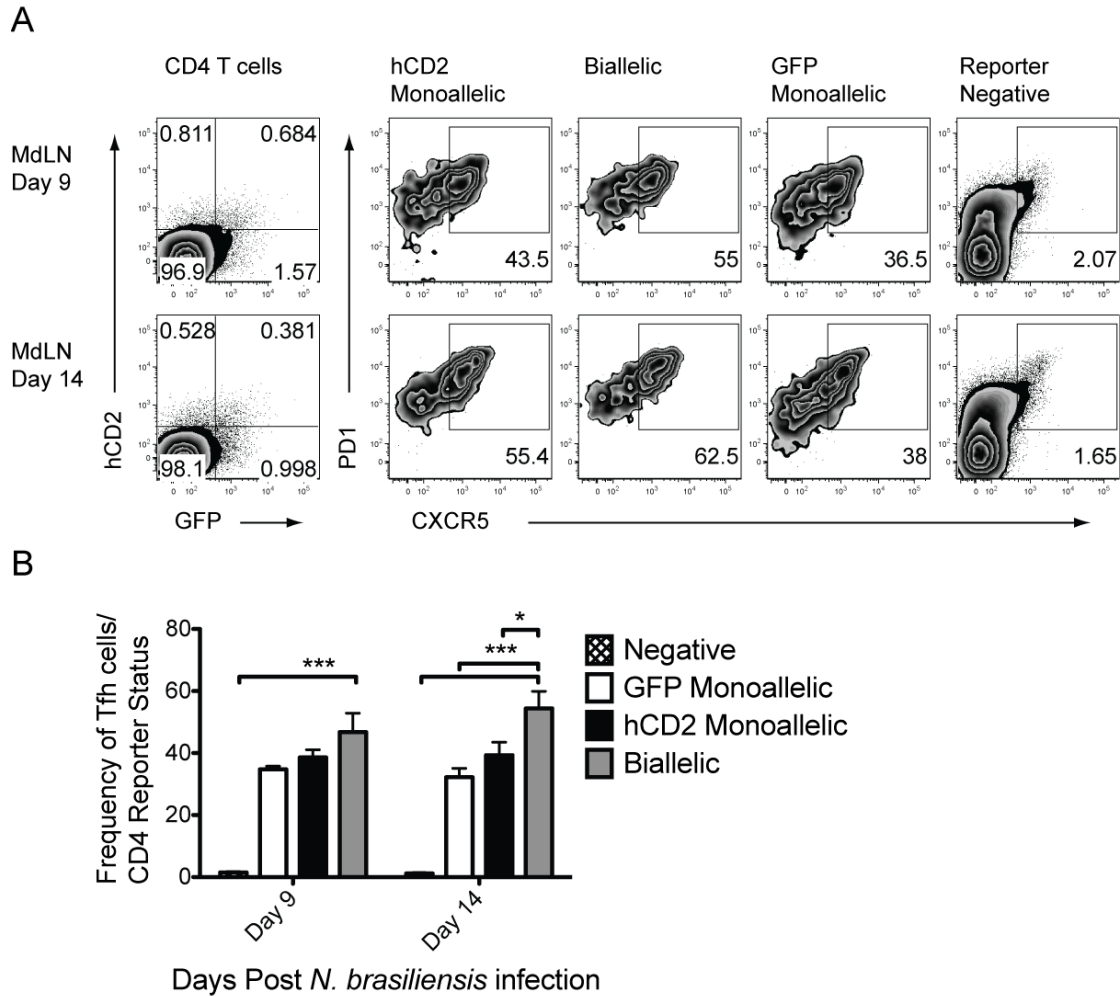 A
CD4 T cells
hCD2
Monoallelic
Biallelic
GFP
Monoallelic
Reporter
Negative
MdLN
Day 9
0.811 0.684
96.9 1.57
43.5
55
36.5
2.07
MdLN
Day 14
0.528 0.381
98.1 0.998
55.4
62.5
38
1.65
hCD2
GFP
PD1
CXCR5
B
Frequency of Tfh cells/
CD4 Reporter Status
80
60
40
20
0
***
***
*
Day 9
Day 14
Negative
GFP Monoallelic
hCD2 Monoallelic
Biallelic
Days Post N. brasiliensis infection